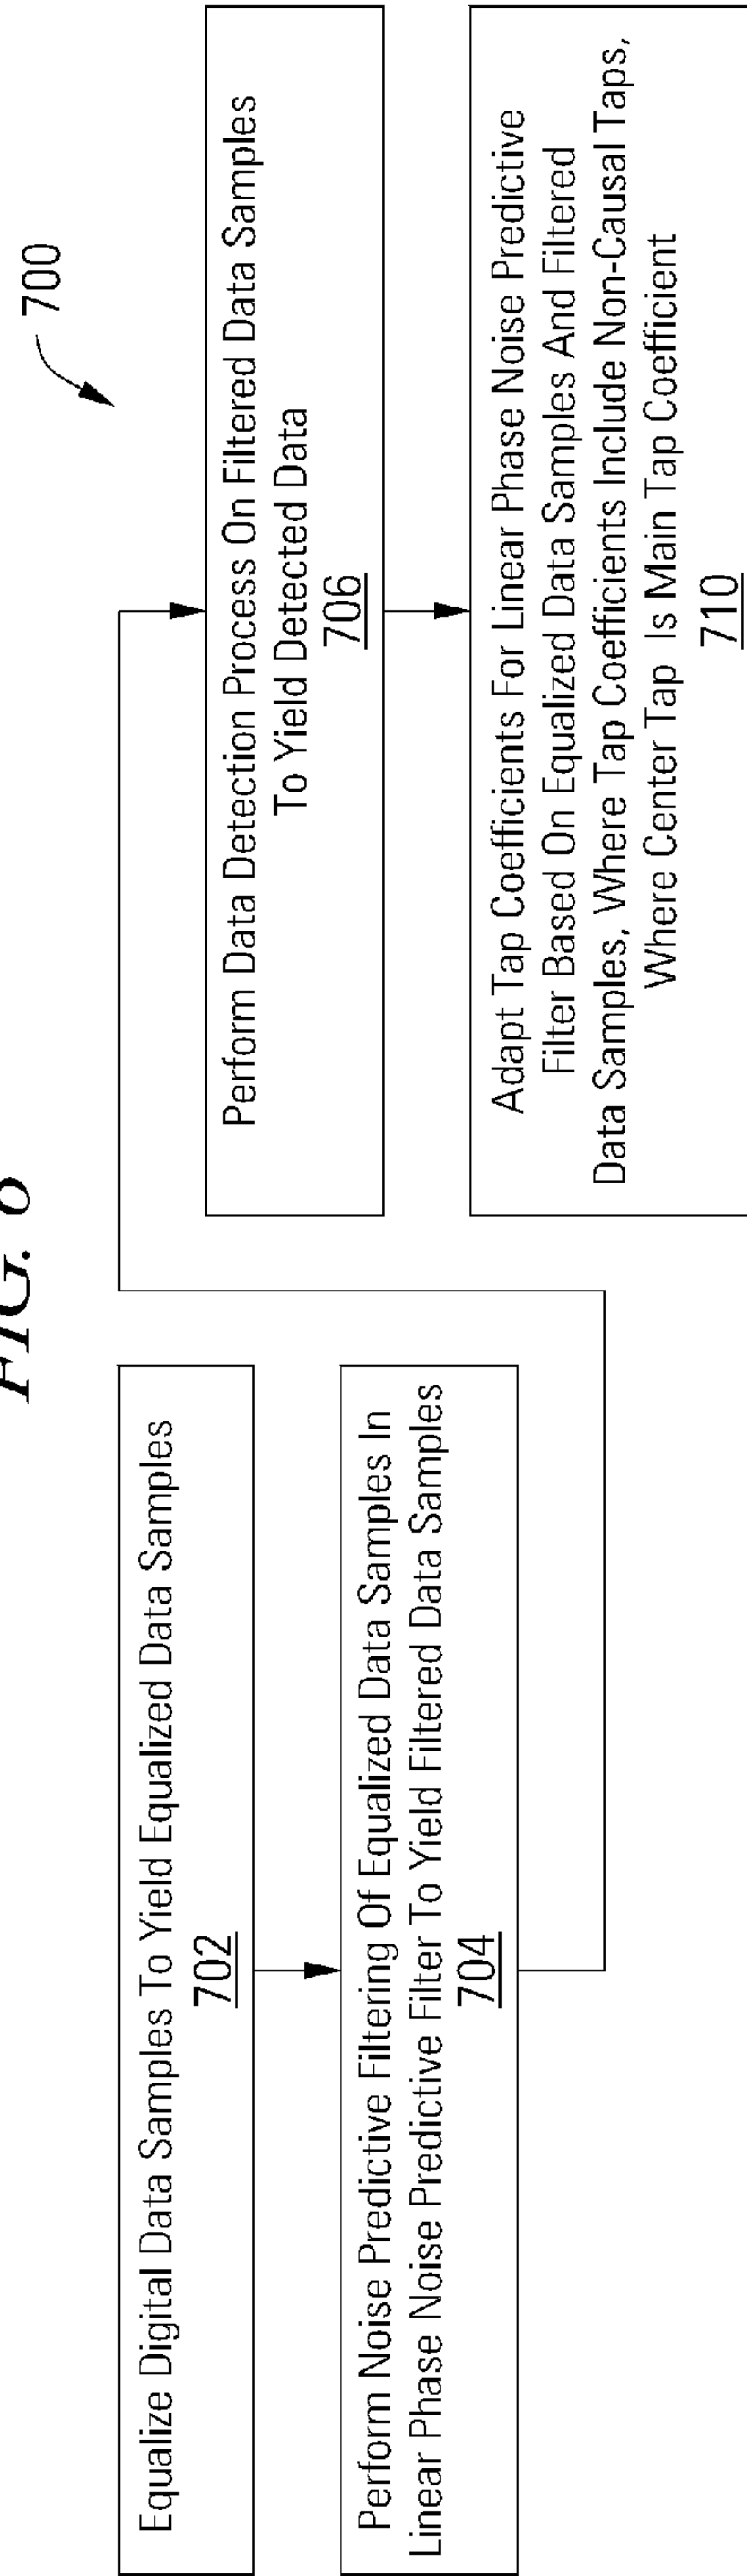 FIG. 6
700
Equalize Digital Data Samples To Yield Equalized Data Samples
702
Perform Noise Predictive Filtering Of Equalized Data Samples In
Linear Phase Noise Predictive Filter To Yield Filtered Data Samples
704
Perform Data Detection Process On Filtered Data Samples
To Yield Detected Data
706
Adapt Tap Coefficients For Linear Phase Noise Predictive
Filter Based On Equalized Data Samples And Filtered
Data Samples, Where Tap Coefficients Include Non-Causal Taps,
Where Center Tap Is Main Tap Coefficient
710